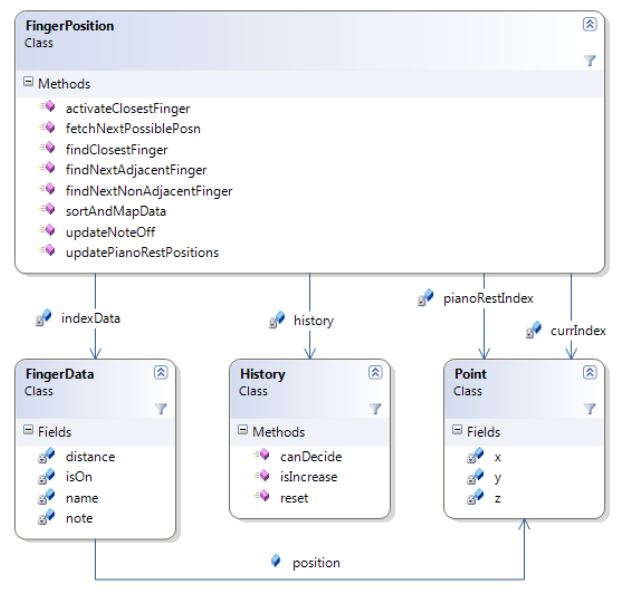 FingerPosition
Class
Methods
activateClosestFinger
fetchNextPossiblePosn
findClosestFinger
findNextAdjacentFinger
findNextNonAdjacentFinger
sortAndMapData
updateNoteOff
updatePianoRestPositions
indexData
history
pianoRestIndex
currIndex
FingerData
Class
Fields
distance
isOn
name
note
History
Class
Methods
canDecide
isIncrease
reset
Point
Class
Fields
x
y
z
position